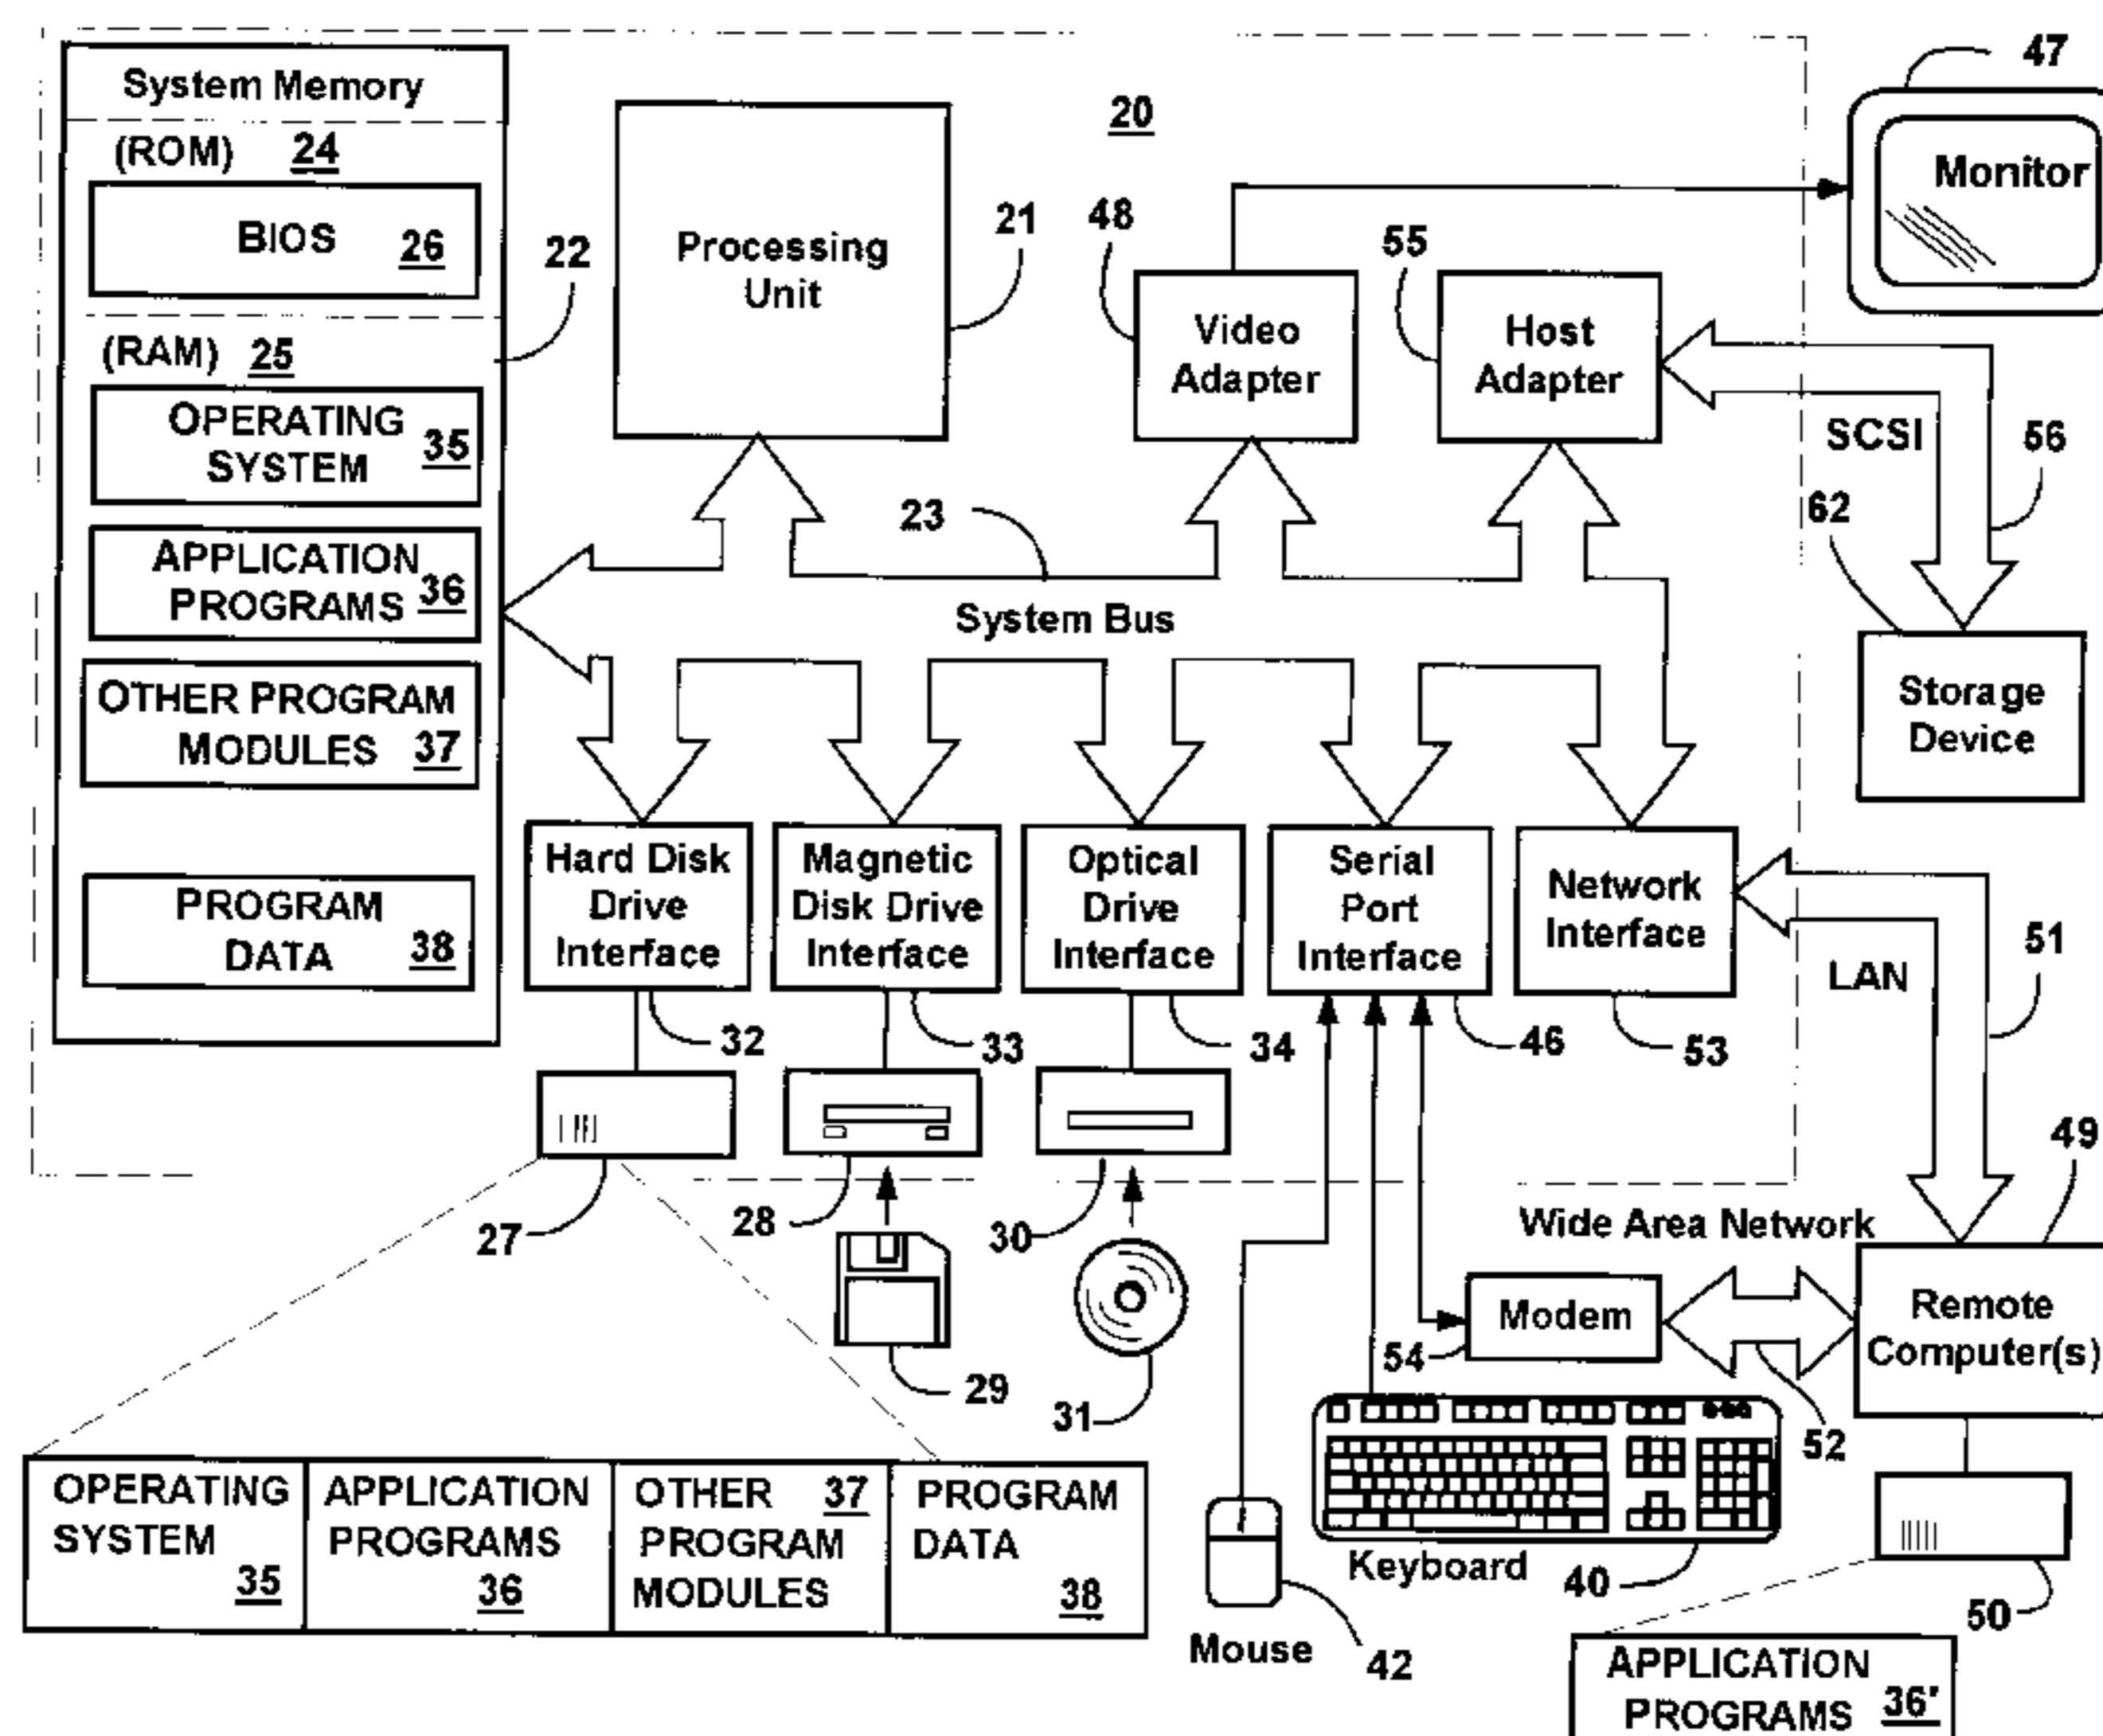 System Memory
(ROM) 24
BIOS 26
22
(RAM) 25
OPERATING
SYSTEM 35
APPLICATION
PROGRAMS 36
OTHER PROGRAM
MODULES 37
PROGRAM
DATA 38
Processing
Unit
21
20
48
Video
Adapter
55
Host
Adapter
47
Monitor
SCSI
56
62
Storage
Device
23
System Bus
Hard Disk
Drive
Interface
32
Magnetic
Disk Drive
Interface
33
Optical
Drive
Interface
34
Serial
Port
Interface
46
Network
Interface
53
LAN
51
27
28
29
30
31
49
Wide Area Network
Modem
54
52
Remote
Computer(s)
50
OPERATING
SYSTEM
35
APPLICATION
PROGRAMS
36
OTHER 37
PROGRAM
MODULES
PROGRAM
DATA
38
Mouse
42
Keyboard
40
APPLICATION
PROGRAMS 36'